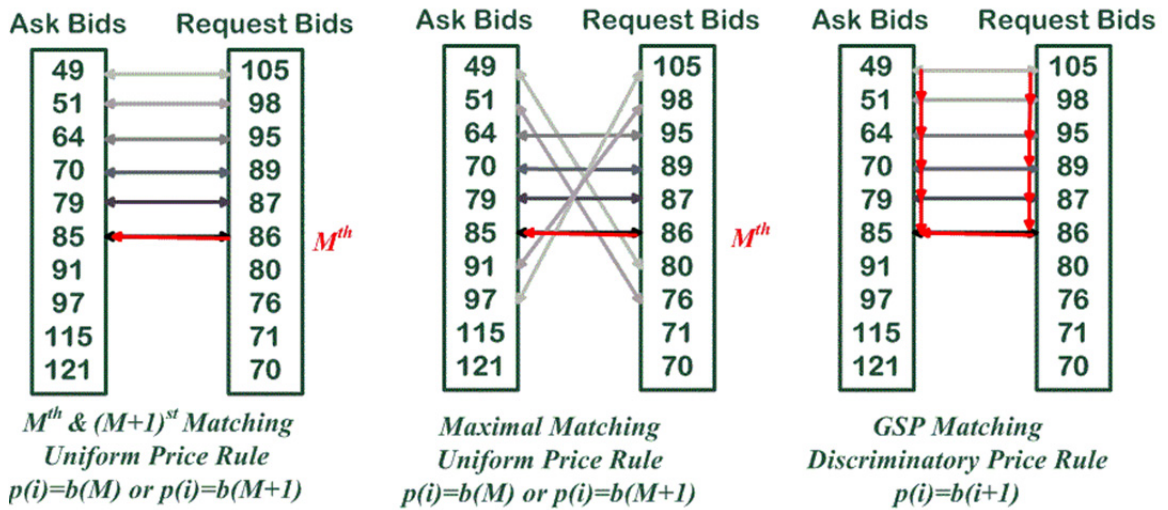 Ask Bids Request Bids
49 105
51 98
64 95
70 89
79 87
85 86 Mth
91 80
97 76
115 71
121 70
Mth & (M+1)st Matching
Uniform Price Rule
p(i)=b(M) or p(i)=b(M+1)
Ask Bids Request Bids
49 105
51 98
64 95
70 89
79 87
85 86 Mth
91 80
97 76
115 71
121 70
Maximal Matching
Uniform Price Rule
p(i)=b(M) or p(i)=b(M+1)
Ask Bids Request Bids
49 105
51 98
64 95
70 89
79 87
85 86
91 80
97 76
115 71
121 70
GSP Matching
Discriminatory Price Rule
p(i)=b(i+1)